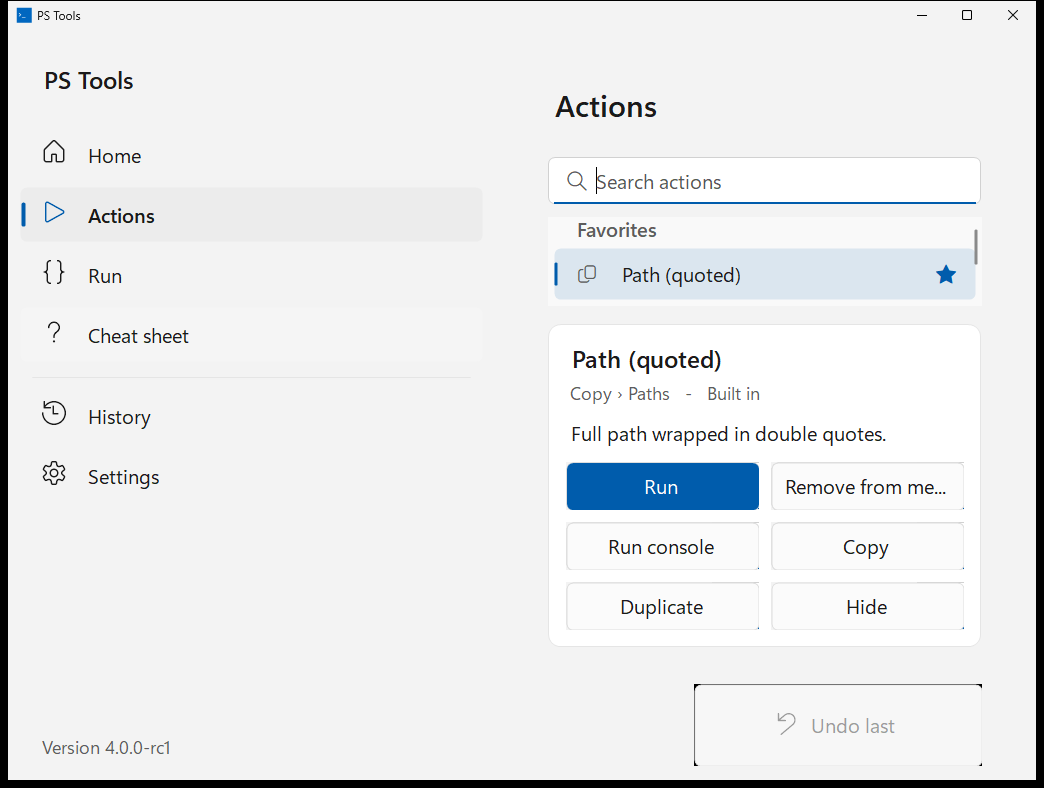 PS Tools
PS Tools
Home
Actions
Run
Cheat sheet
History
Settings
Version 4.0.0-rc1
Actions
Search actions
Favorites
Path (quoted)
Path (quoted)
Copy › Paths - Built in
Full path wrapped in double quotes.
Run
Remove from me...
Run console
Copy
Duplicate
Hide
Undo last